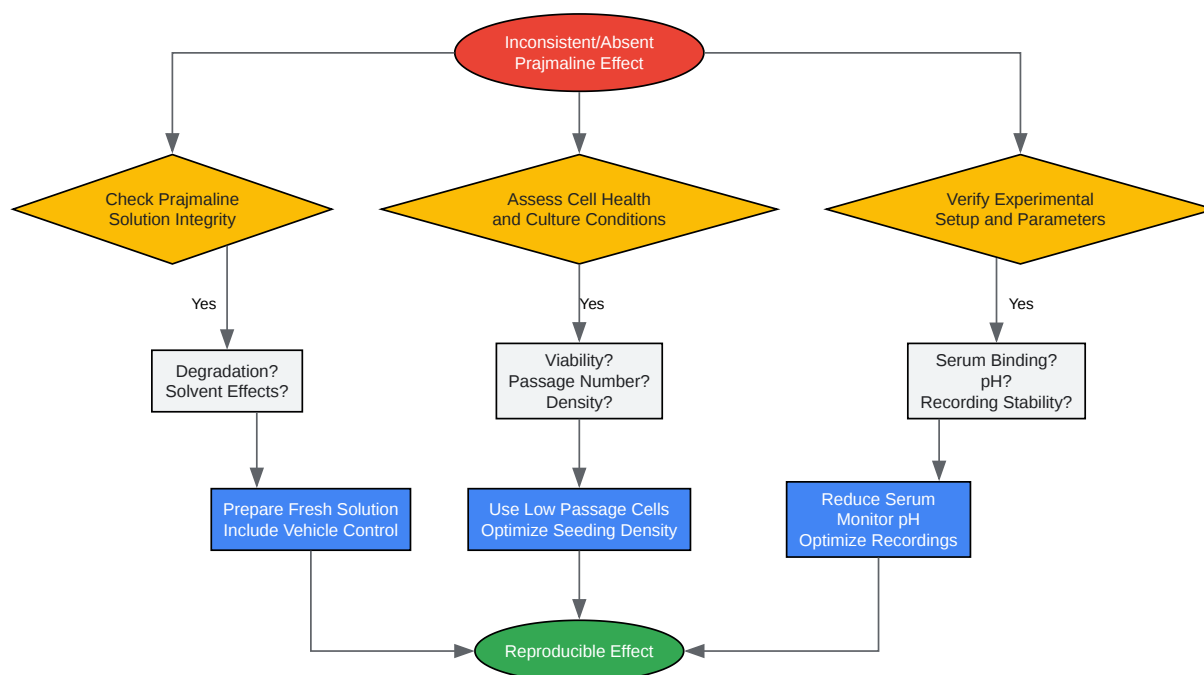 Inconsistent/Absent
Prajmaline Effect
Check Prajmaline
Solution Integrity
Assess Cell Health
and Culture Conditions
Verify Experimental
Setup and Parameters
Yes
Yes
Yes
Degradation?
Solvent Effects?
Viability?
Passage Number?
Density?
Serum Binding?
pH?
Recording Stability?
Prepare Fresh Solution
Include Vehicle Control
Use Low Passage Cells
Optimize Seeding Density
Reduce Serum
Monitor pH
Optimize Recordings
Reproducible Effect